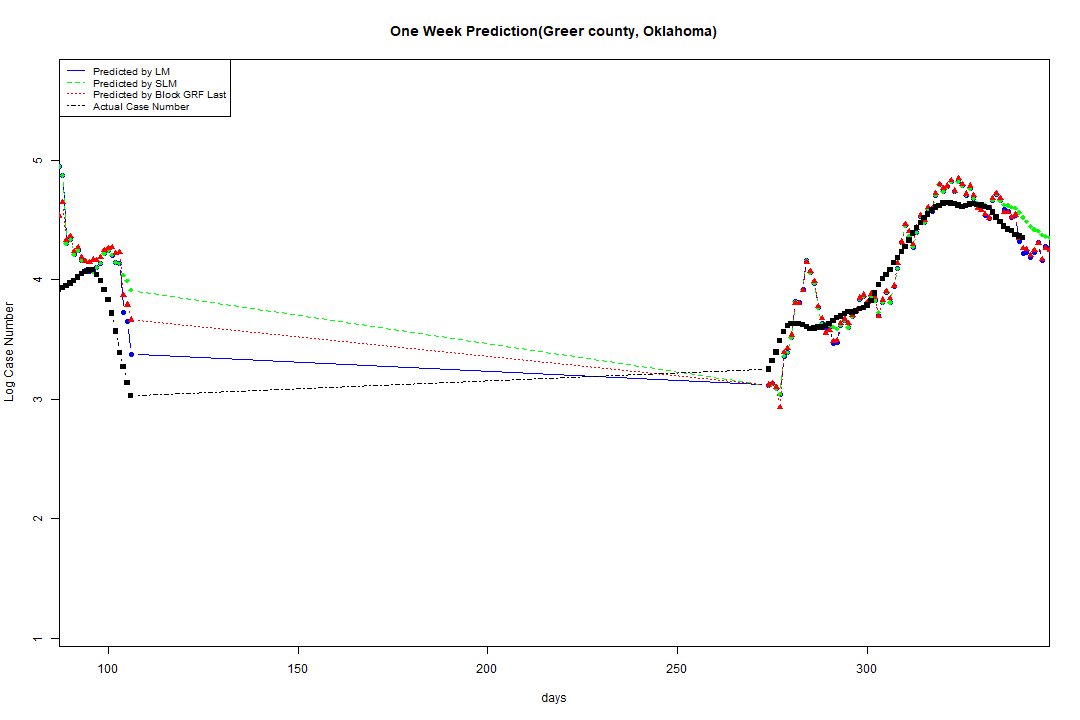 One Week Prediction(Greer county, Oklahoma)
Predicted by LM
Predicted by SLM
Predicted by Block GRF Last
Actual Case Number
Log Case Number
5
4
3
2
1
100 150 200 250 300
days